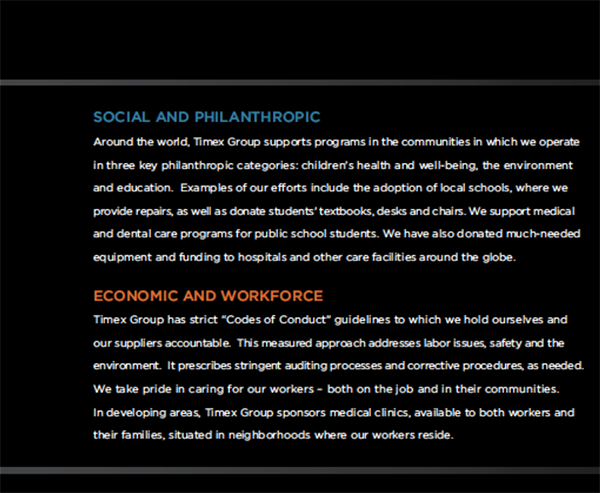 SOCIAL AND PHILANTHROPIC
Around the world, Timex Group supports programs in the communities in which we operate
in three key philanthropic categories: children's health and well-being, the environment
and education. Examples of our efforts include the adoption of local schools, where we
provide repairs, as well as donate students' textbooks, desks and chairs. We support medical
and dental care programs for public school students. We have also donated much-needed
equipment and funding to hospitals and other care facilities around the globe.
ECONOMIC AND WORKFORCE
Timex Group has strict "Codes of Conduct" guidelines to which we hold ourselves and
our suppliers accountable. This measured approach addresses labor issues, safety and the
environment. It prescribes stringent auditing processes and corrective procedures, as needed.
We take pride in caring for our workers – both on the job and in their communities.
In developing areas, Timex Group sponsors medical clinics, available to both workers and
their families, situated in neighborhoods where our workers reside.